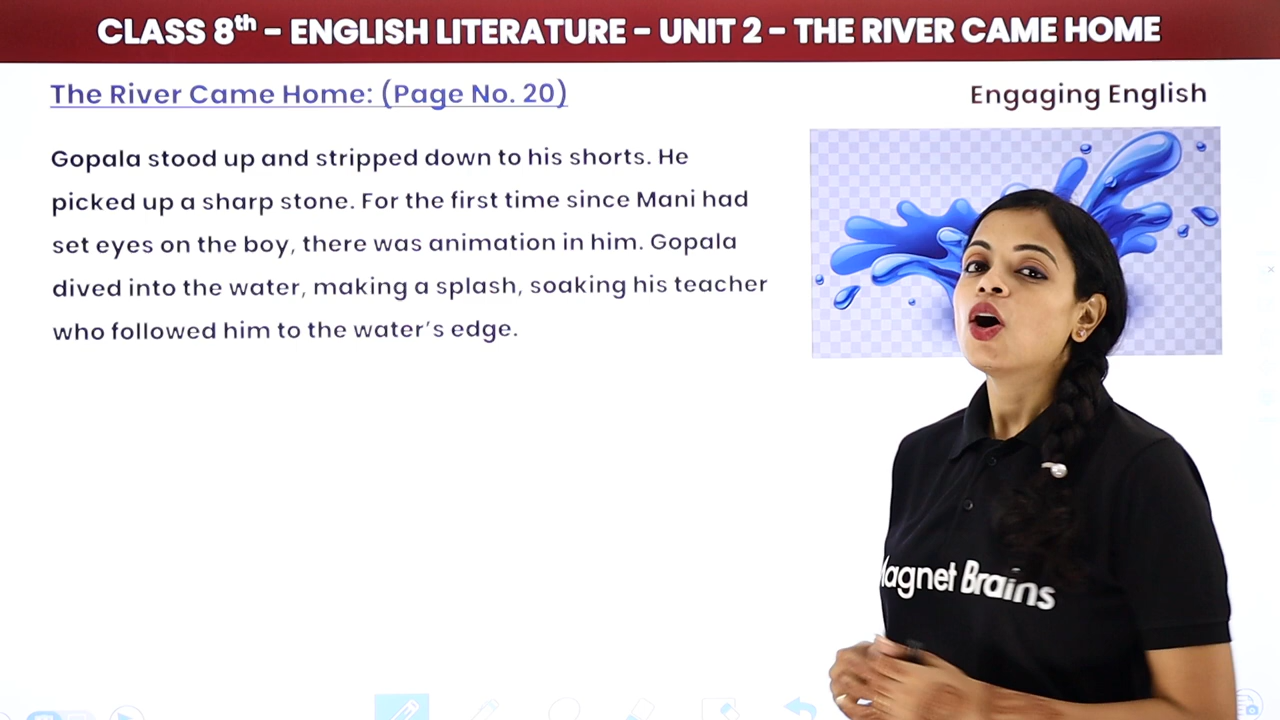 CLASS 8th – ENGLISH LITERATURE – UNIT 2 – THE RIVER CAME HOME
The River Came Home: (Page No. 20)
Engaging English
Gopala stood up and stripped down to his shorts. He
picked up a sharp stone. For the first time since Mani had
set eyes on the boy, there was animation in him. Gopala
dived into the water, making a splash, soaking his teacher
who followed him to the water's edge.
Magnet Brains